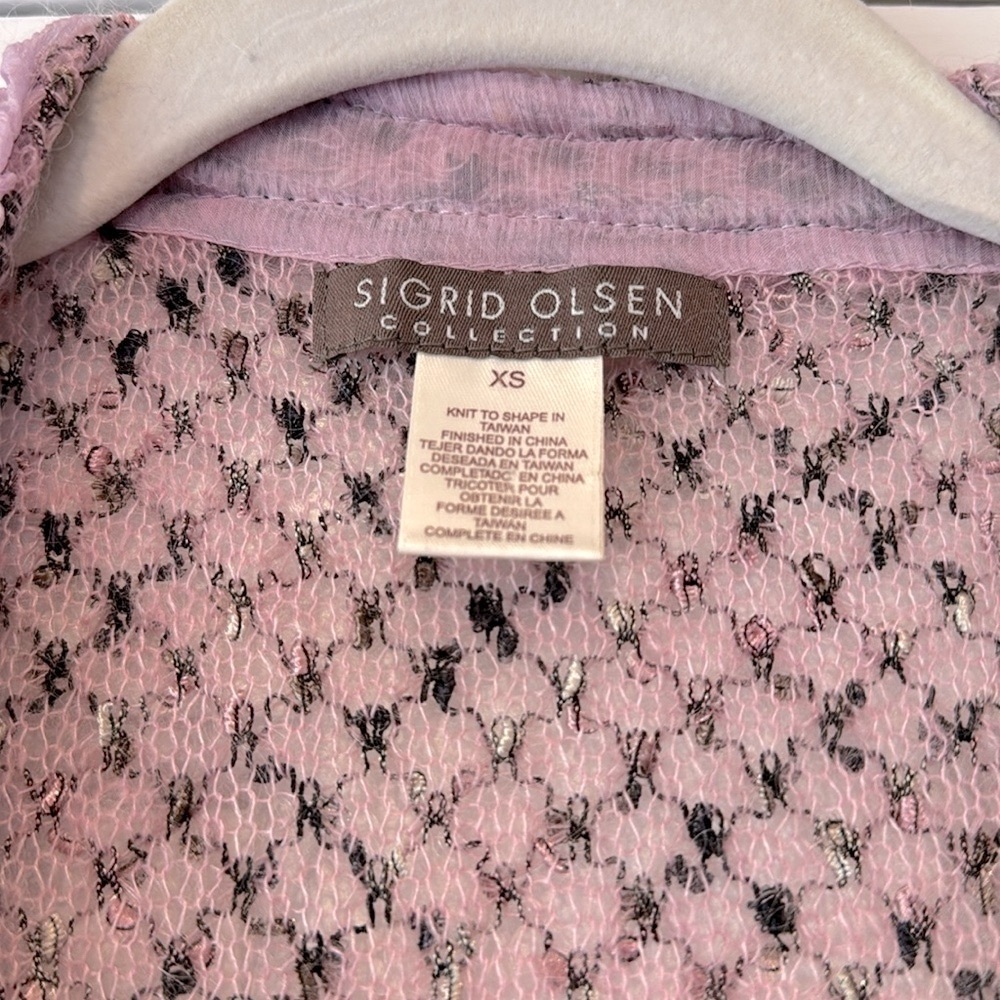 SIGRID OLSEN
COLLECTION
XS
KNIT TO SHAPE IN
TAIWAN
FINISHED IN CHINA
TEJER DANDO LA FORMA
DESEADA EN TAIWAN
COMPLETADO EN CHINA
TRICOTER POUR
OBTENIR LA
FORME DESIREE A
TAIWAN
COMPLETE EN CHINE